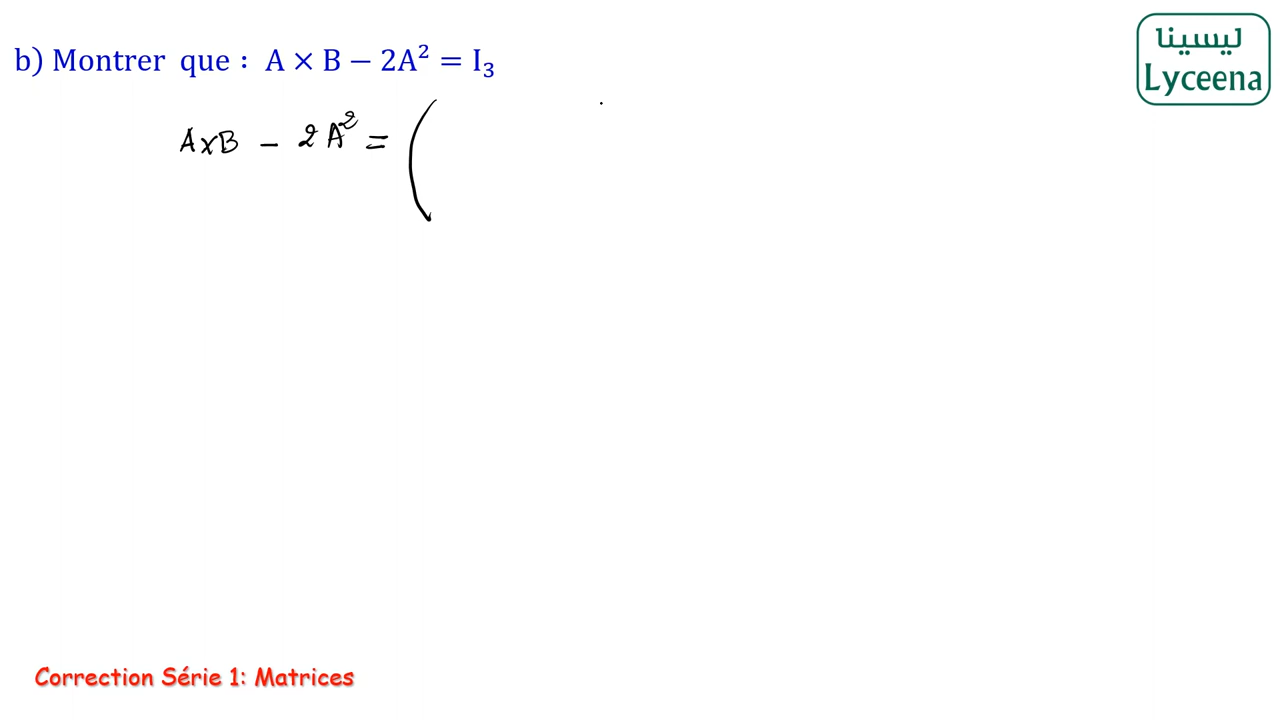 ليسينا
Lyceena
b) Montrer que : A × B − 2A² = I₃
A×B − 2A² = (
Correction Série 1: Matrices